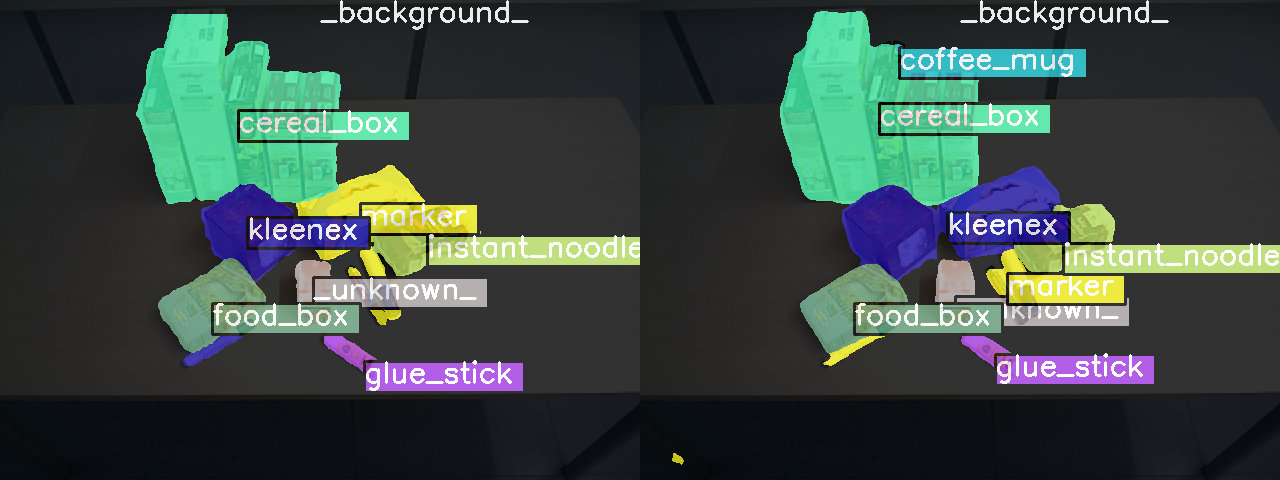 _background_
cereal_box
marker
kleenex
instant_noodle
_unknown_
food_box
glue_stick
_background_
coffee_mug
cereal_box
kleenex
instant_noodle
marker
known_
food_box
glue_stick